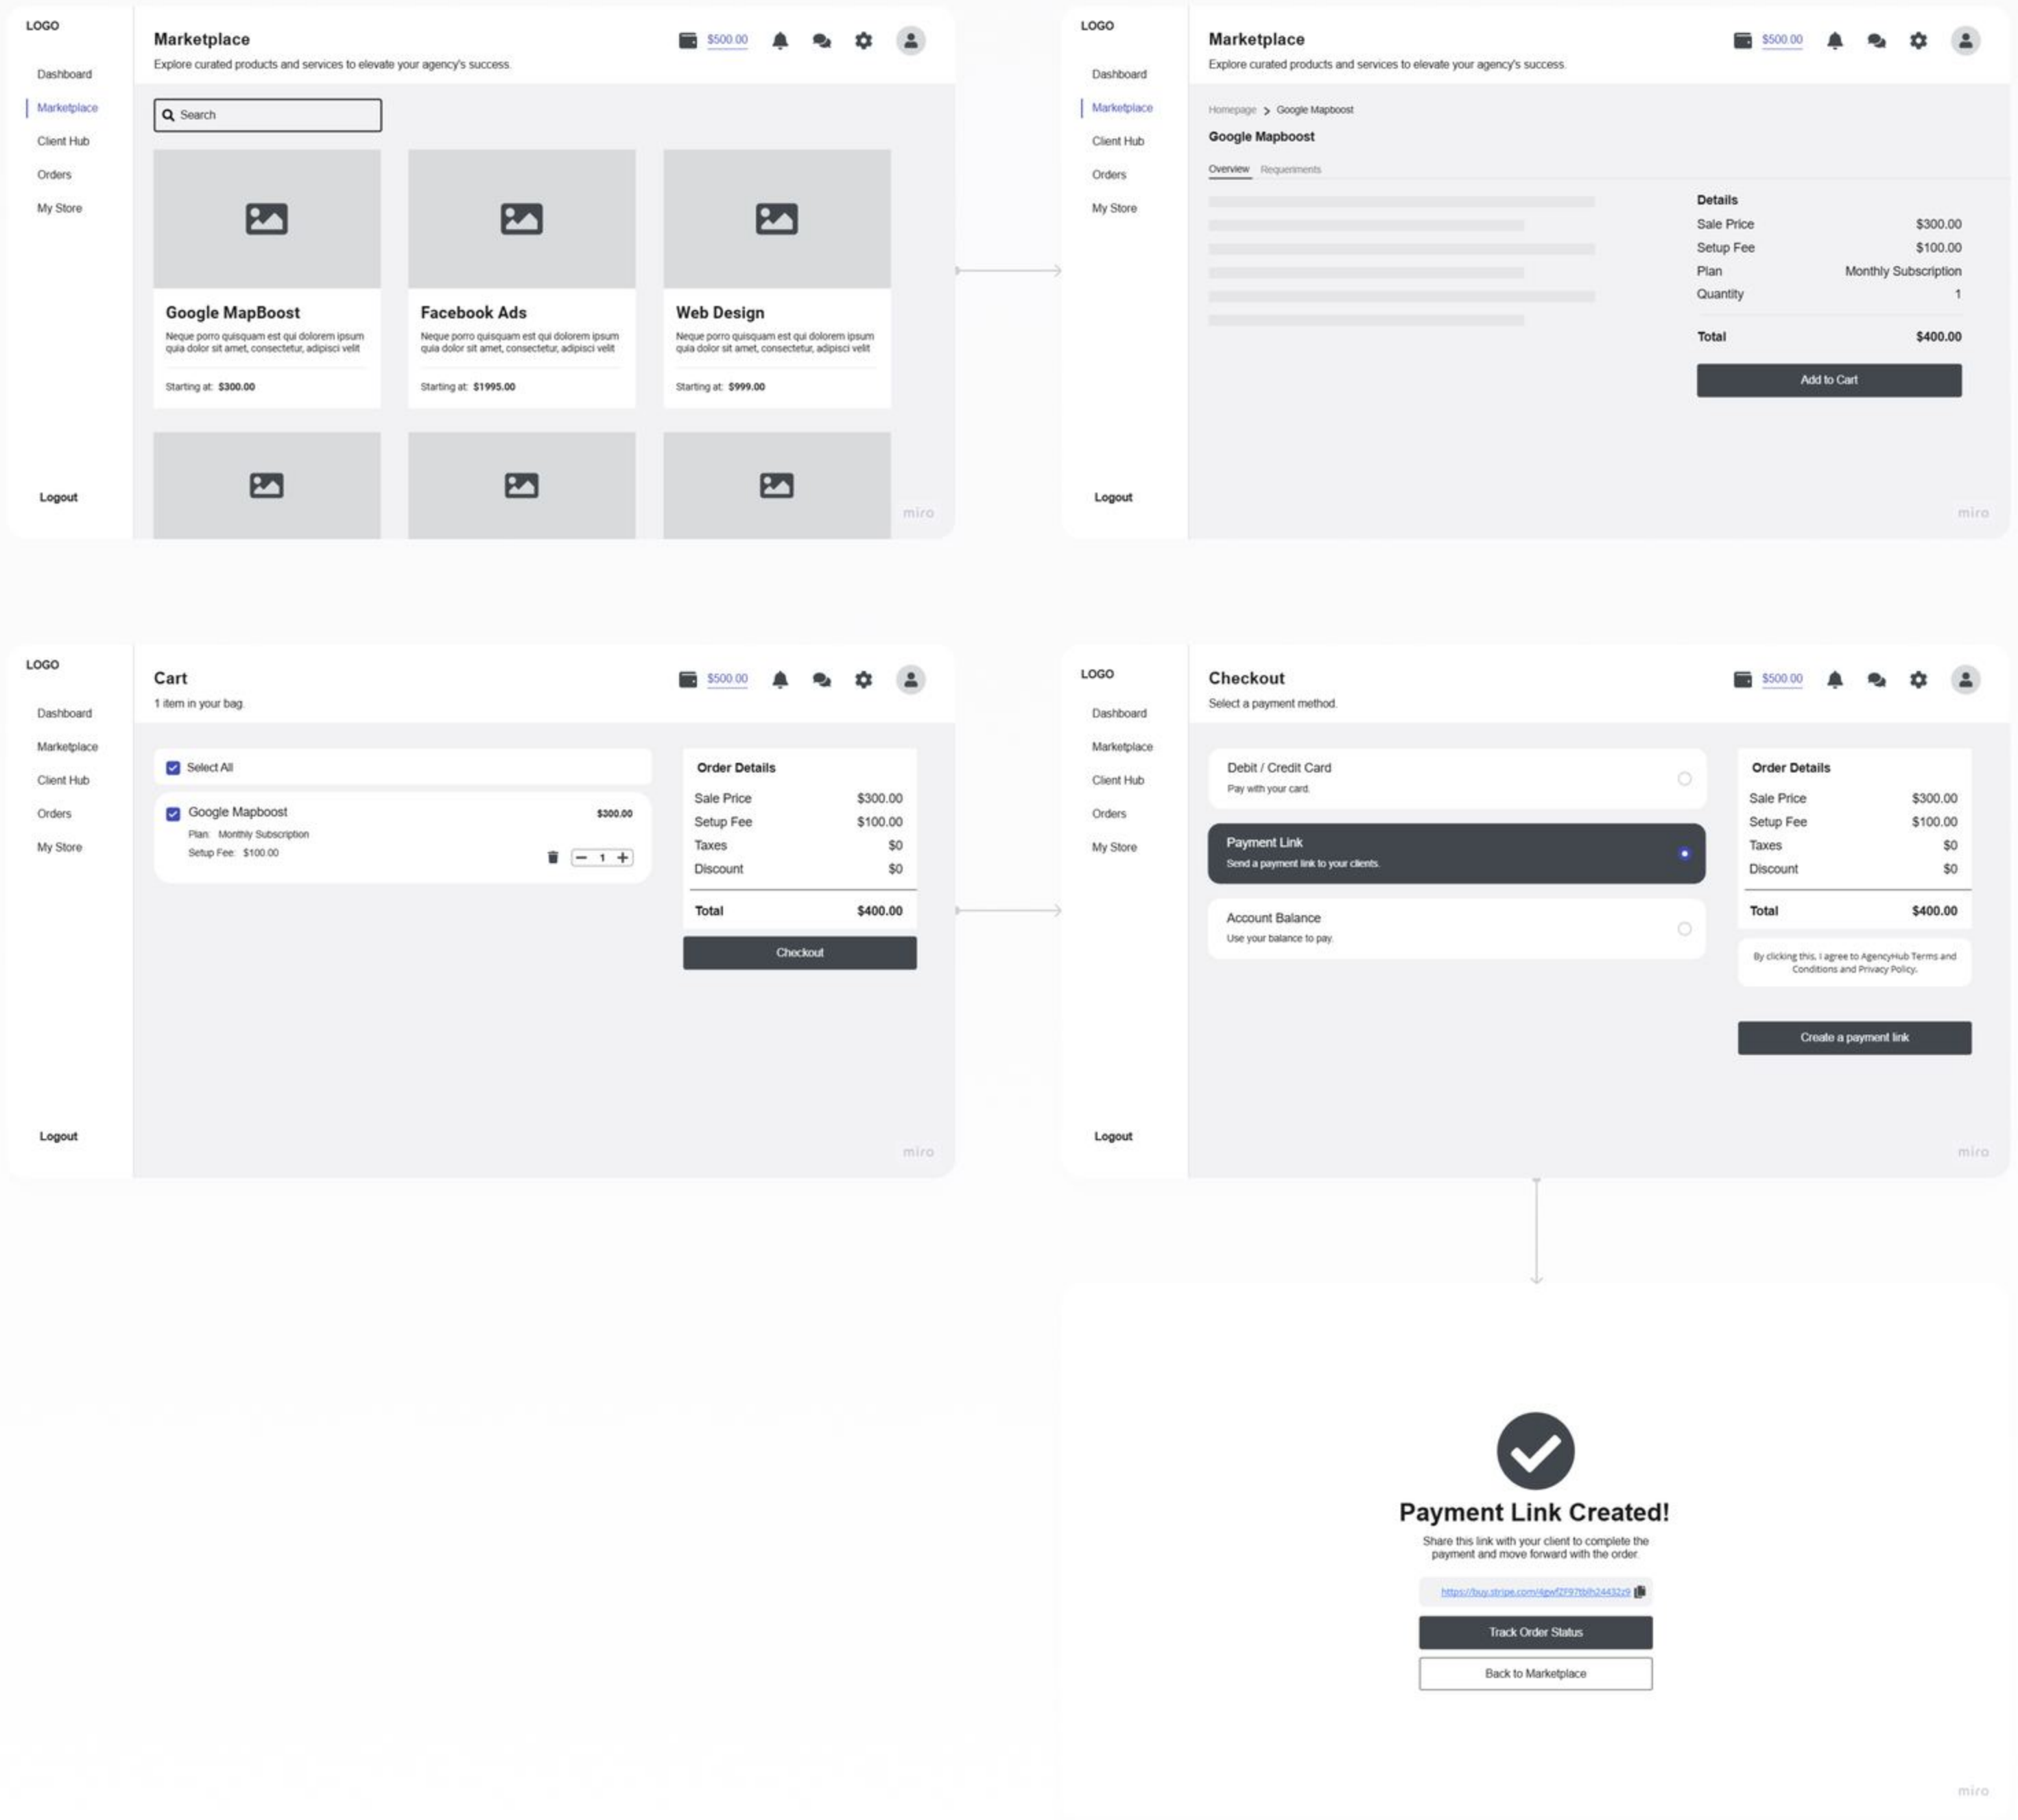 LOGO
Dashboard
Marketplace
Client Hub
Orders
My Store
Logout
Marketplace
Explore curated products and services to elevate your agency's success.
$500.00
Search
Google MapBoost
Neque porro quisquam est qui dolorem ipsum
quia dolor sit amet, consectetur, adipisci velit
Starting at: $300.00
Facebook Ads
Neque porro quisquam est qui dolorem ipsum
quia dolor sit amet, consectetur, adipisci velit
Starting at: $1995.00
Web Design
Neque porro quisquam est qui dolorem ipsum
quia dolor sit amet, consectetur, adipisci velit
Starting at: $999.00
miro
LOGO
Dashboard
Marketplace
Client Hub
Orders
My Store
Logout
Marketplace
Explore curated products and services to elevate your agency's success.
$500.00
Homepage > Google Mapboost
Google Mapboost
Overview Requeriments
Details
Sale Price $300.00
Setup Fee $100.00
Plan Monthly Subscription
Quantity 1
Total $400.00
Add to Cart
miro
LOGO
Dashboard
Marketplace
Client Hub
Orders
My Store
Logout
Cart
1 item in your bag.
$500.00
Select All
Google Mapboost $300.00
Plan: Monthly Subscription
Setup Fee: $100.00
1
Order Details
Sale Price $300.00
Setup Fee $100.00
Taxes $0
Discount $0
Total $400.00
Checkout
miro
LOGO
Dashboard
Marketplace
Client Hub
Orders
My Store
Logout
Checkout
Select a payment method.
$500.00
Debit / Credit Card
Pay with your card.
Payment Link
Send a payment link to your clients.
Account Balance
Use your balance to pay.
Order Details
Sale Price $300.00
Setup Fee $100.00
Taxes $0
Discount $0
Total $400.00
By clicking this, I agree to AgencyHub Terms and
Conditions and Privacy Policy.
Create a payment link
miro
Payment Link Created!
Share this link with your client to complete the
payment and move forward with the order.
Track Order Status
Back to Marketplace
miro